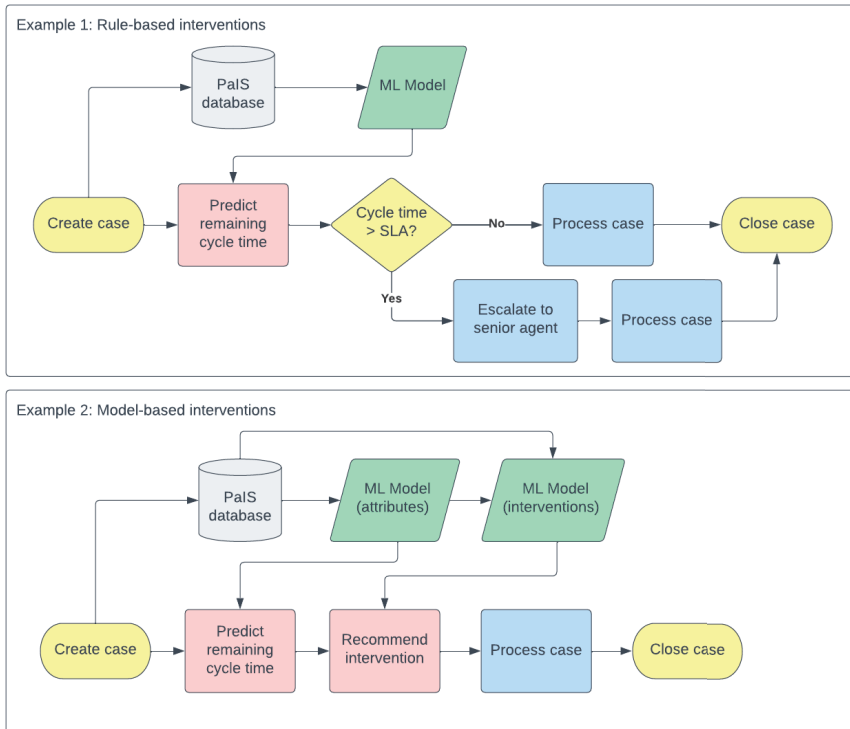 Example 1: Rule-based interventions
PaIS
database
ML Model
Create case
Predict
remaining
cycle time
Cycle time
> SLA?
No
Process case
Close case
Yes
Escalate to
senior agent
Process case
Example 2: Model-based interventions
PaIS
database
ML Model
(attributes)
ML Model
(interventions)
Create case
Predict
remaining
cycle time
Recommend
intervention
Process case
Close case